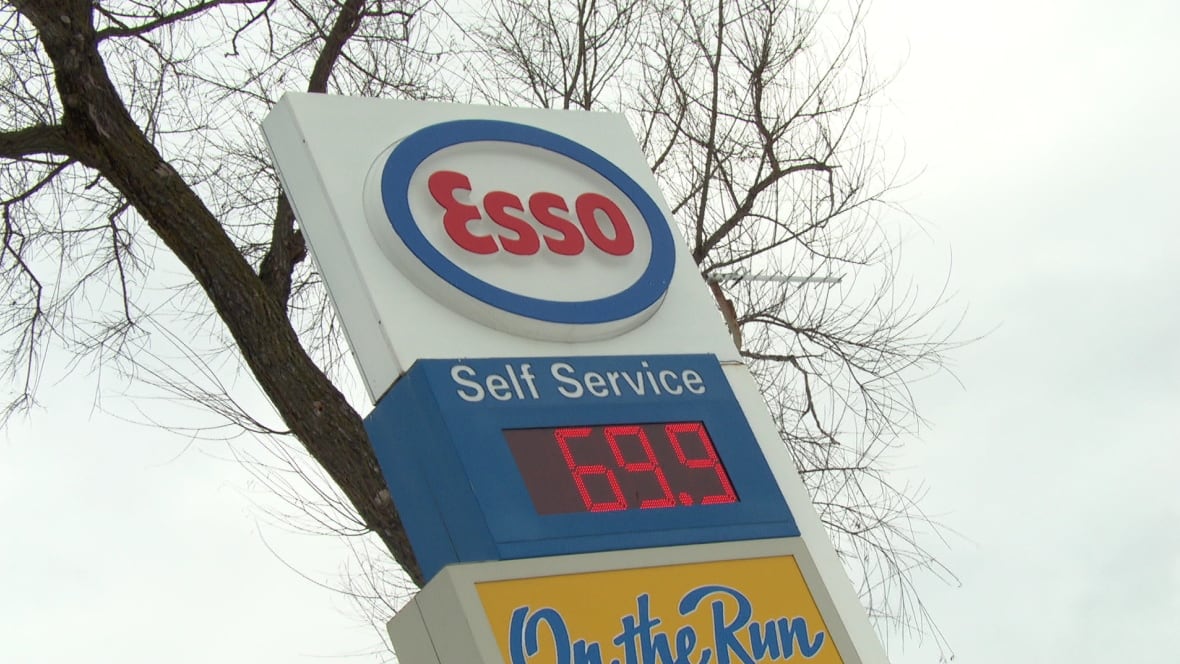 Esso
Self Service
69.9
On the Run